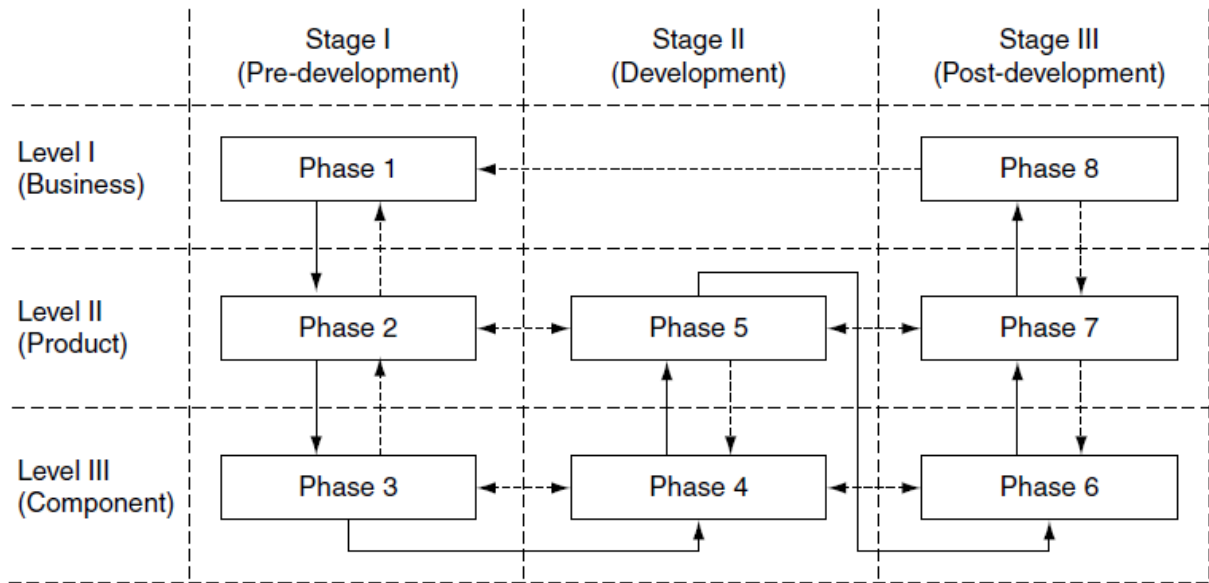 Stage I
(Pre-development)
Stage II
(Development)
Stage III
(Post-development)
Level I
(Business)
Phase 1
Phase 8
Level II
(Product)
Phase 2
Phase 5
Phase 7
Level III
(Component)
Phase 3
Phase 4
Phase 6